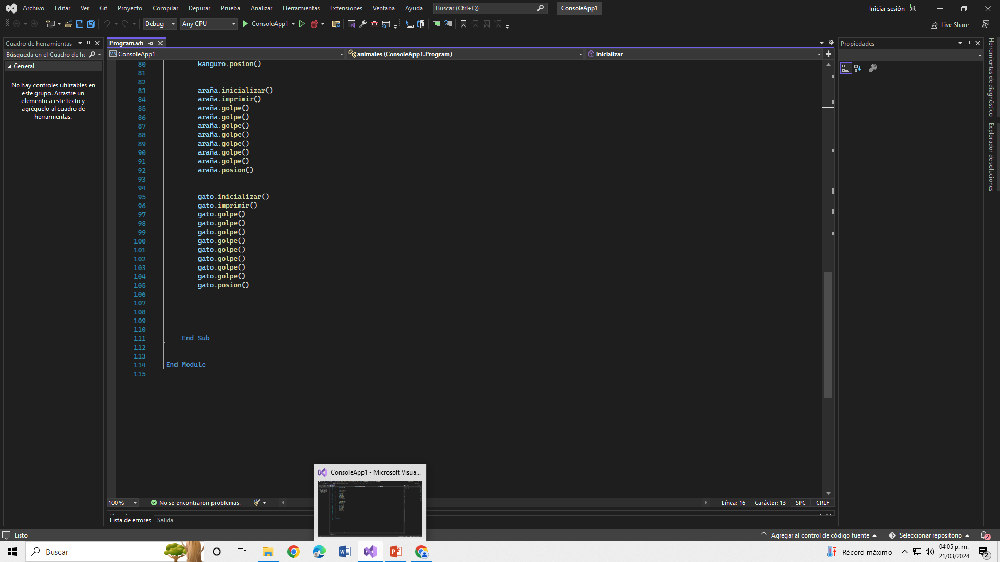 Archivo Editar Ver Git Proyecto Compilar Depurar Prueba Analizar Herramientas Extensiones Ventana Ayuda Buscar (Ctrl+Q) ConsoleApp1 Iniciar sesión
Debug Any CPU ConsoleApp1 Live Share
Cuadro de herramientas
Búsqueda en el Cuadro de he
General
No hay controles utilizables en
este grupo. Arrastre un
elemento a este texto y
agréguelo al cuadro de
herramientas.
Program.vb
VB ConsoleApp1 animales (ConsoleApp1.Program) inicializar
80 kanguro.posion()
81
82
83 araña.inicializar()
84 araña.imprimir()
85 araña.golpe()
86 araña.golpe()
87 araña.golpe()
88 araña.golpe()
89 araña.golpe()
90 araña.golpe()
91 araña.golpe()
92 araña.posion()
93
94
95 gato.inicializar()
96 gato.imprimir()
97 gato.golpe()
98 gato.golpe()
99 gato.golpe()
100 gato.golpe()
101 gato.golpe()
102 gato.golpe()
103 gato.golpe()
104 gato.golpe()
105 gato.posion()
106
107
108
109
110
111 End Sub
112
113
114 End Module
115
Propiedades
Herramientas de diagnóstico
Explorador de soluciones
100 % No se encontraron problemas. Línea: 16 Carácter: 13 SPC CRLF
Lista de errores Salida
ConsoleApp1 - Microsoft Visua...
Listo Agregar al control de código fuente Seleccionar repositorio 2
Buscar Récord máximo 04:05 p. m.
21/03/2024
2